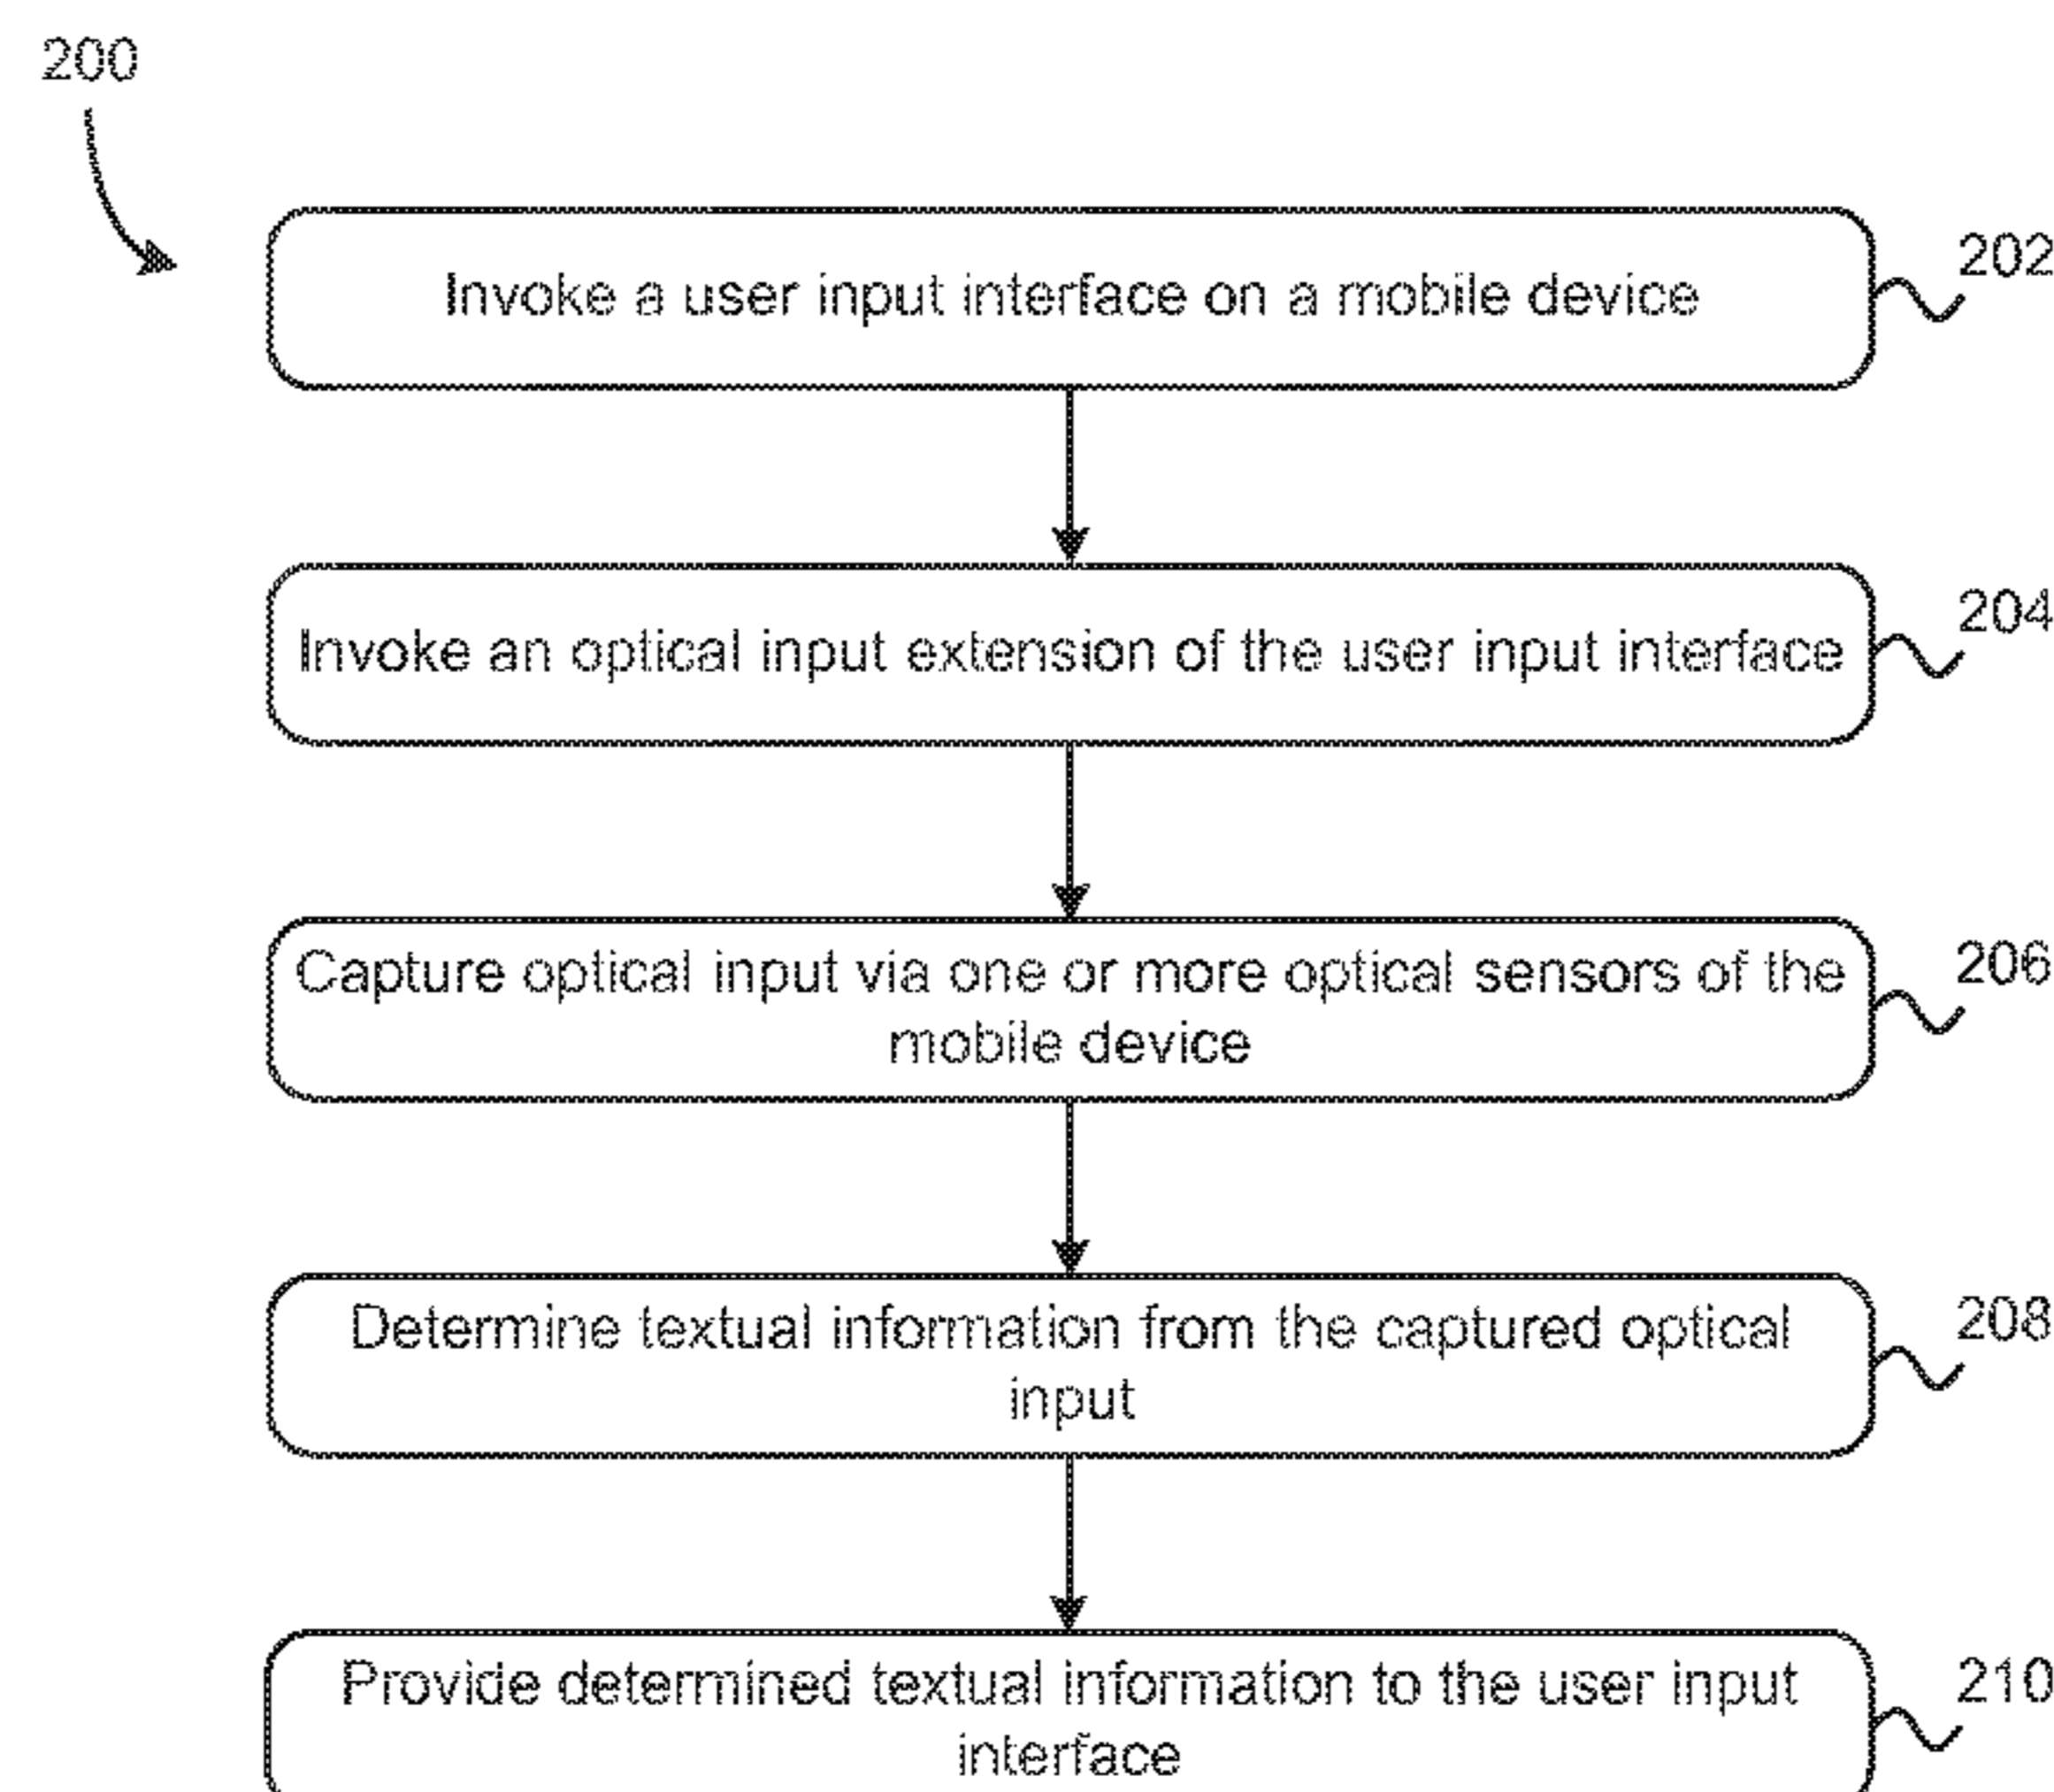 200
Invoke a user input interface on a mobile device
202
Invoke an optical input extension of the user input interface
204
Capture optical input via one or more optical sensors of the
mobile device
206
Determine textual information from the captured optical
input
208
Provide determined textual information to the user input
interface
210